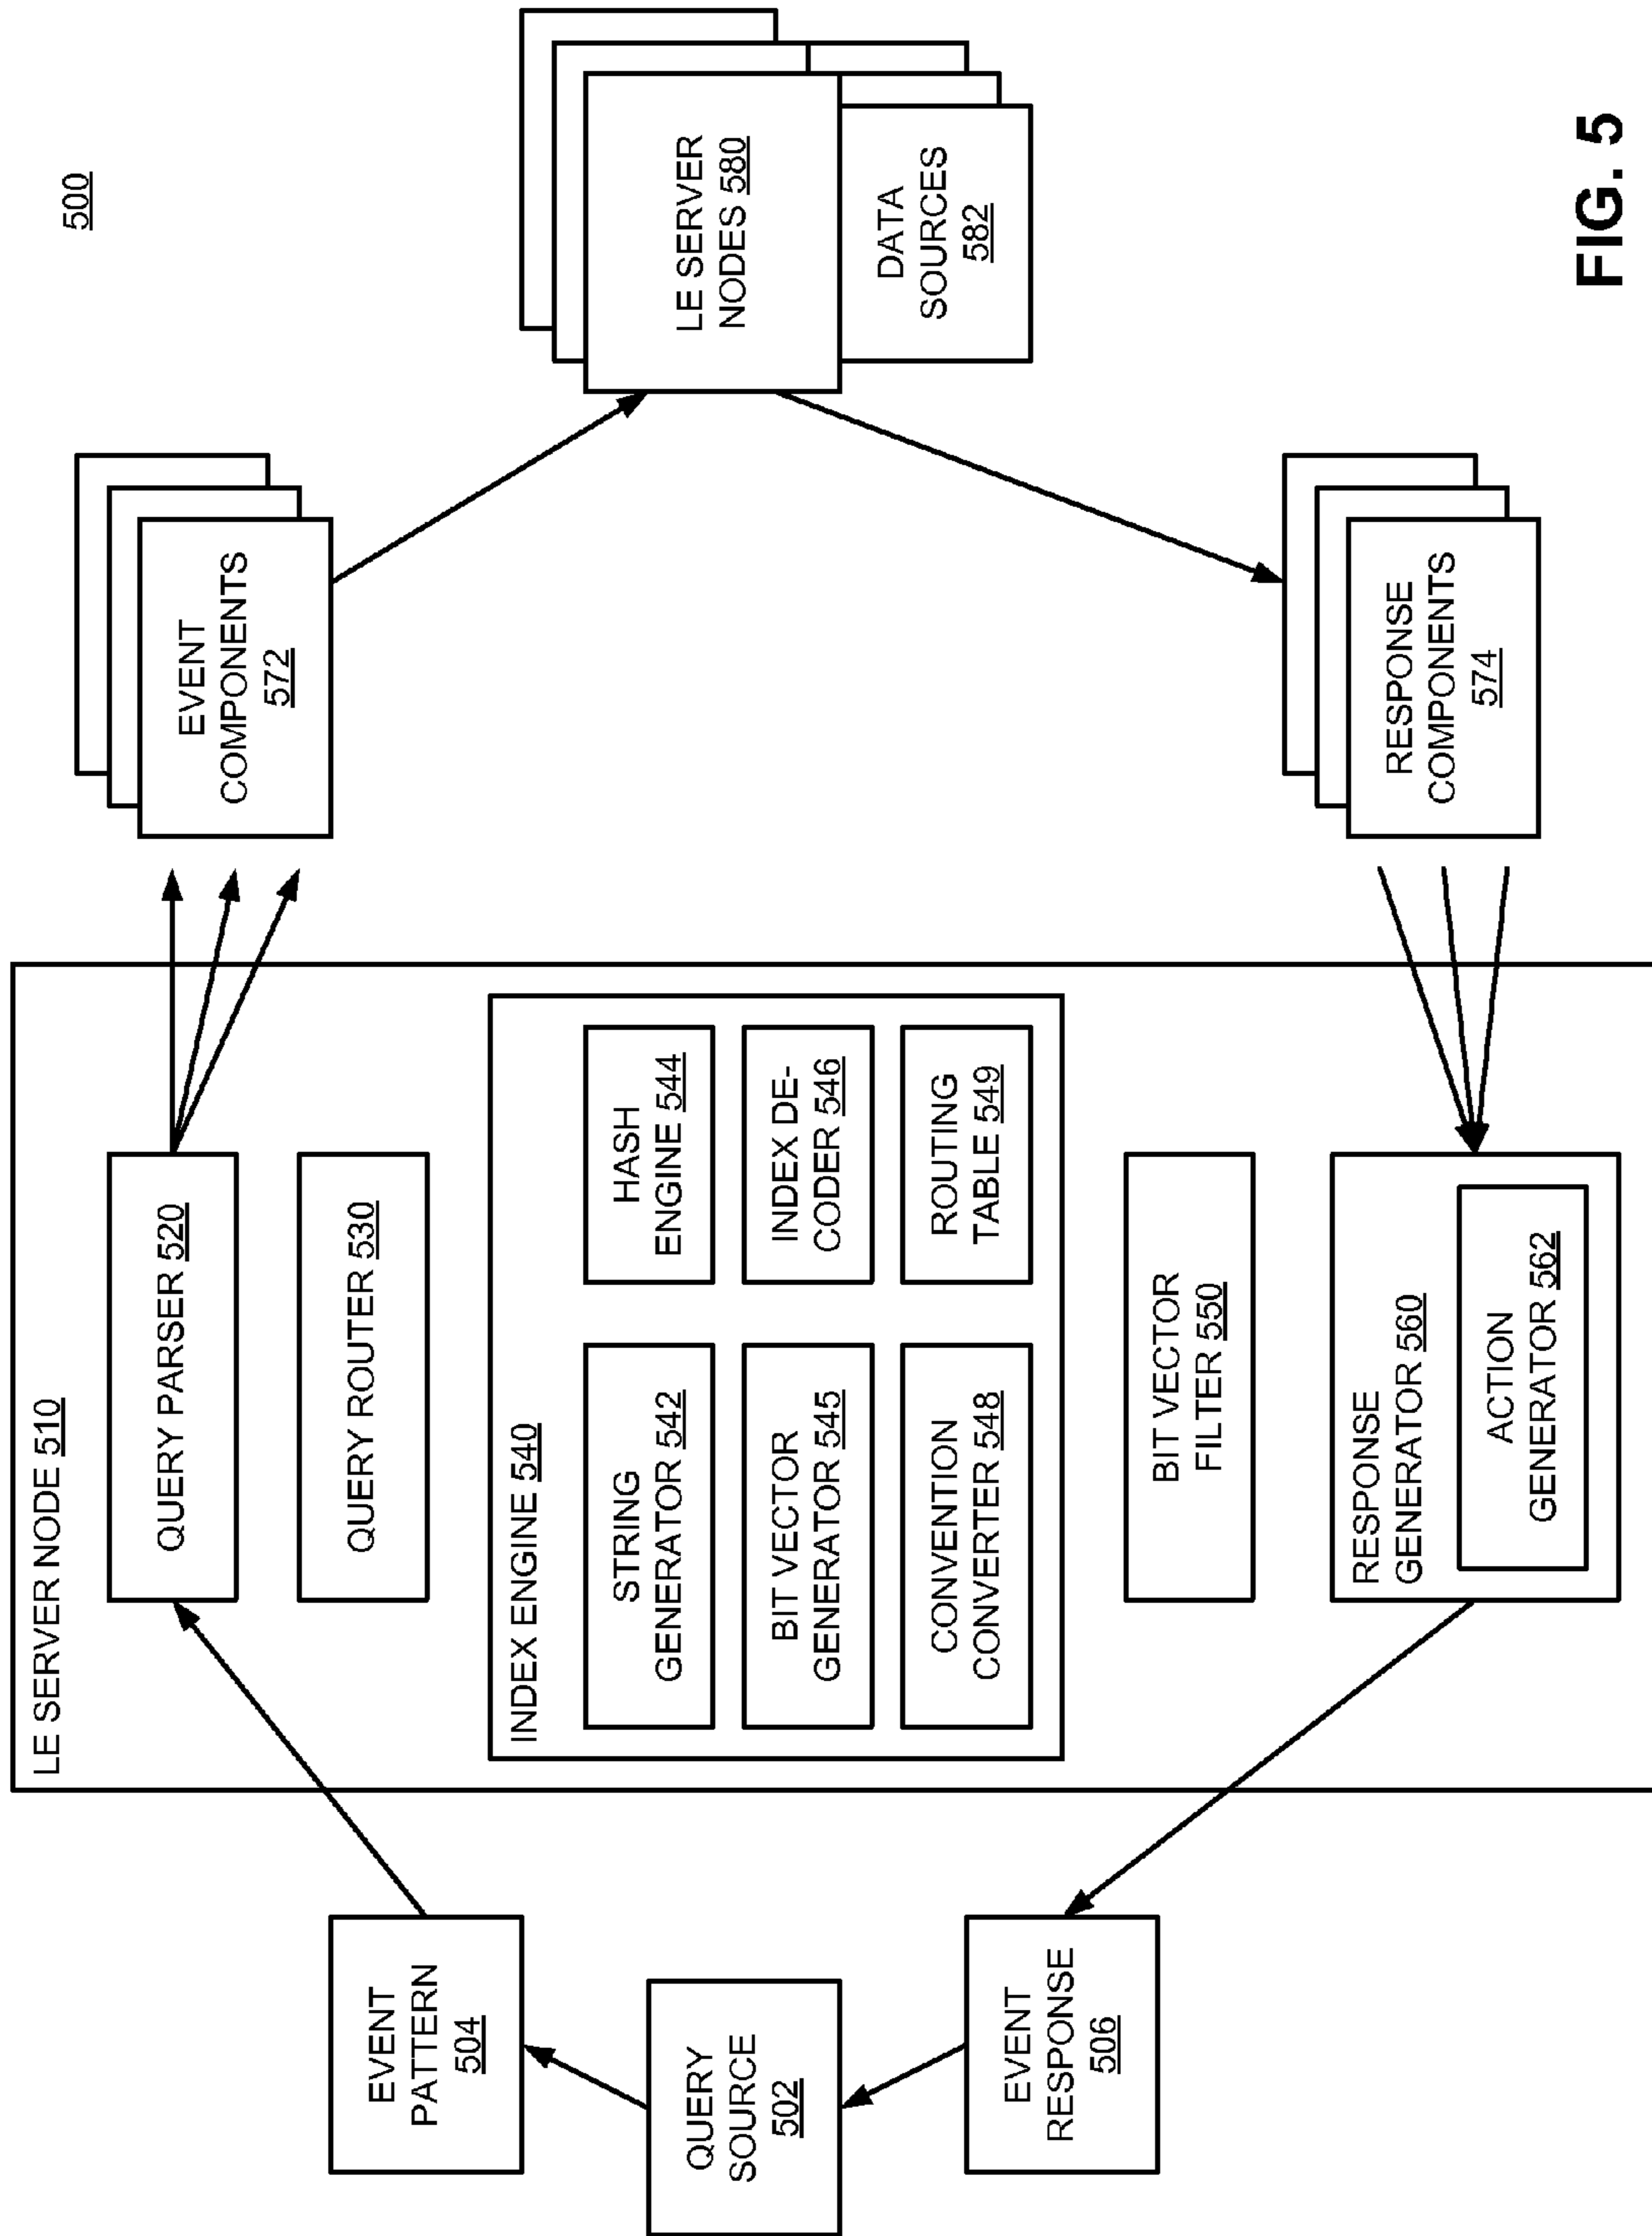 500
LE SERVER NODE 510
QUERY PARSER 520
QUERY ROUTER 530
INDEX ENGINE 540
STRING
GENERATOR 542
HASH
ENGINE 544
BIT VECTOR
GENERATOR 545
INDEX DE-
CODER 546
CONVENTION
CONVERTER 548
ROUTING
TABLE 549
BIT VECTOR
FILTER 550
RESPONSE
GENERATOR 560
ACTION
GENERATOR 562
EVENT
PATTERN
504
QUERY
SOURCE
502
EVENT
RESPONSE
506
EVENT
COMPONENTS
572
LE SERVER
NODES 580
DATA
SOURCES
582
RESPONSE
COMPONENTS
574
FIG. 5